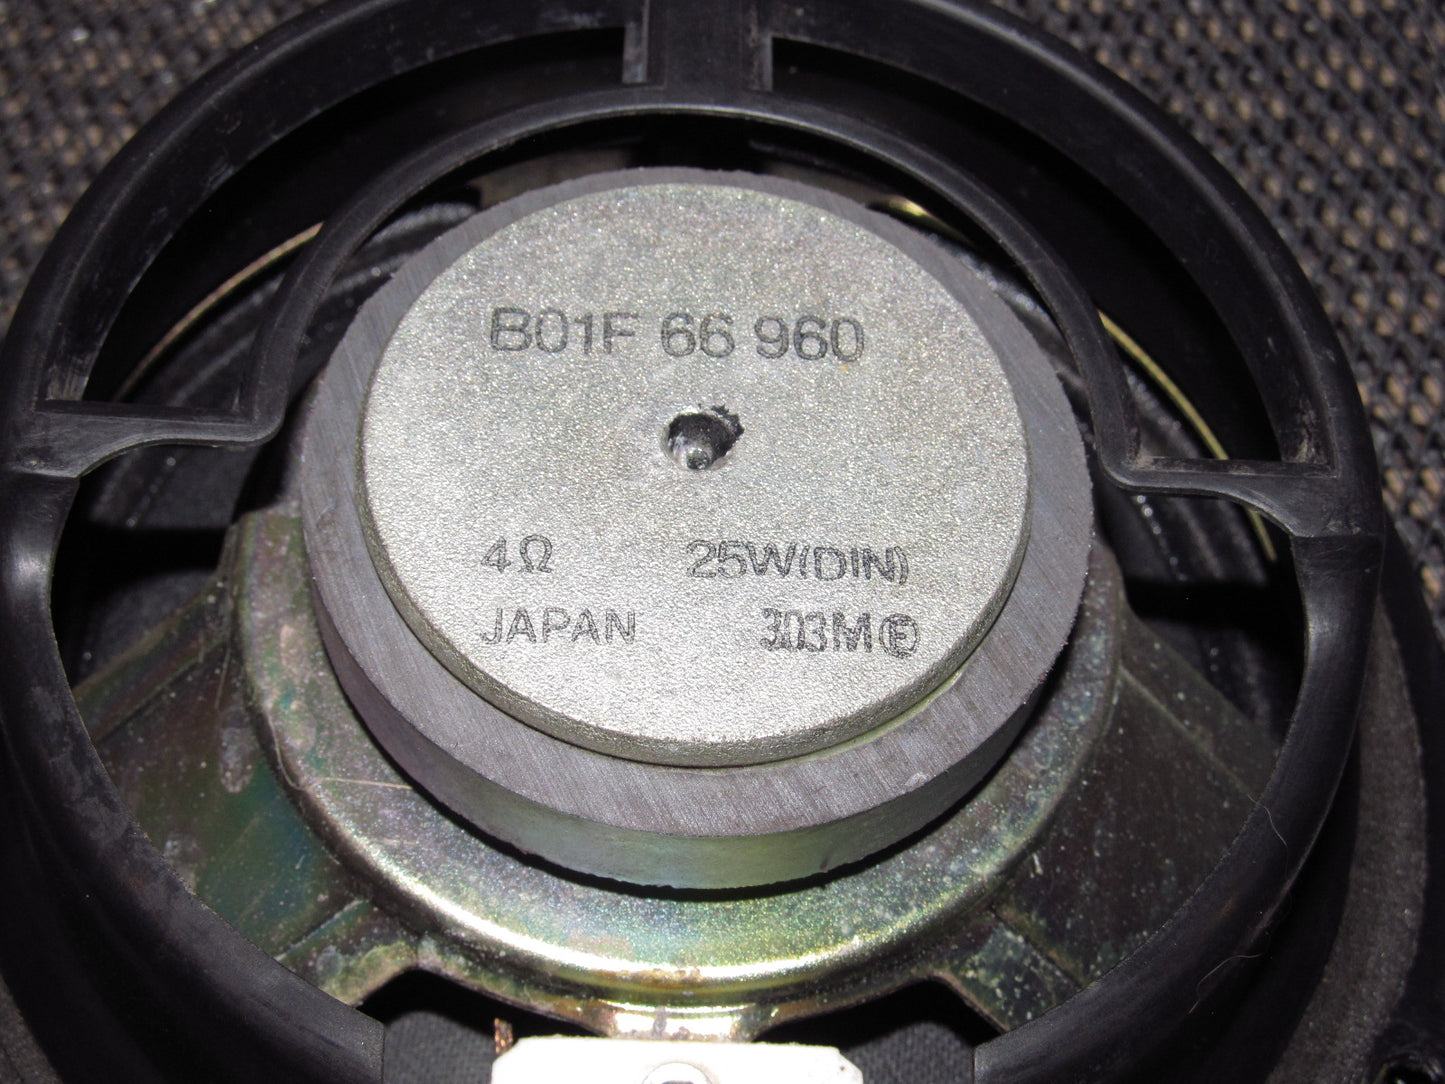 B01F 66 960
4Ω 25W(DIN)
JAPAN 303M Ⓔ